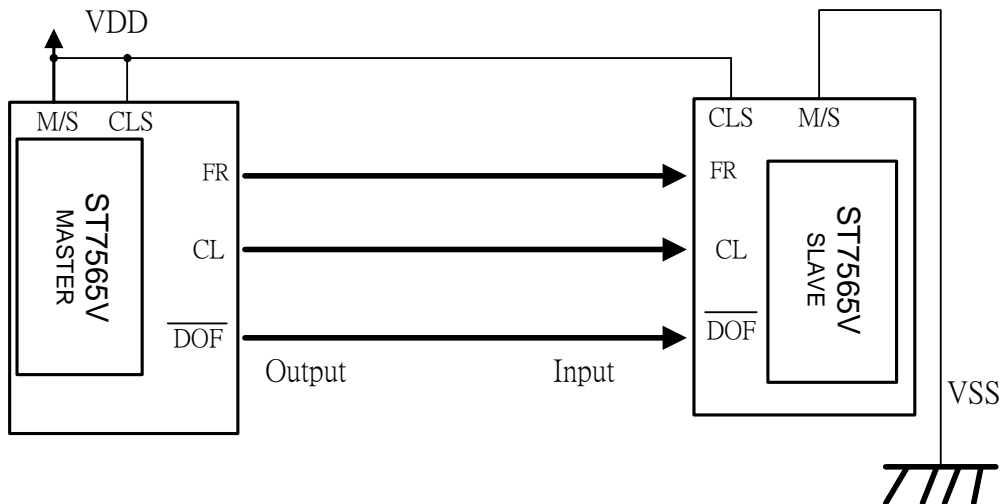 VDD
M/S CLS
FR
CL
DOF
ST7565V
MASTER
Output
Input
CLS M/S
FR
CL
DOF
ST7565V
SLAVE
VSS